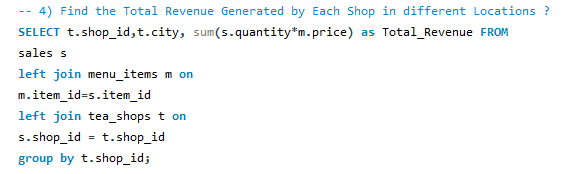 -- 4) Find the Total Revenue Generated by Each Shop in different Locations ?
SELECT t.shop_id,t.city, sum(s.quantity*m.price) as Total_Revenue FROM
sales s
left join menu_items m on
m.item_id=s.item_id
left join tea_shops t on
s.shop_id = t.shop_id
group by t.shop_id;